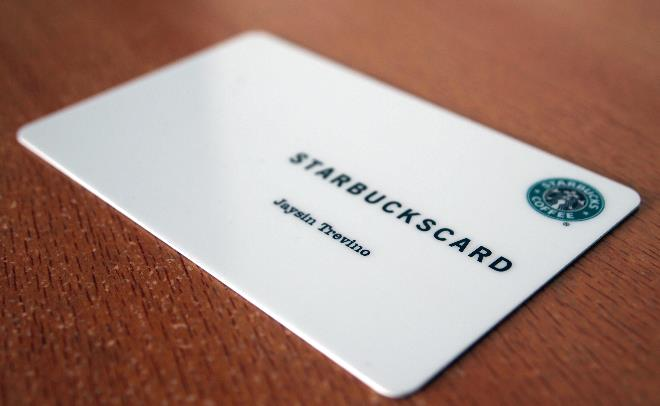 STARBUCKSCARD
Jaysin Trevino
STARBUCKS
COFFEE
®